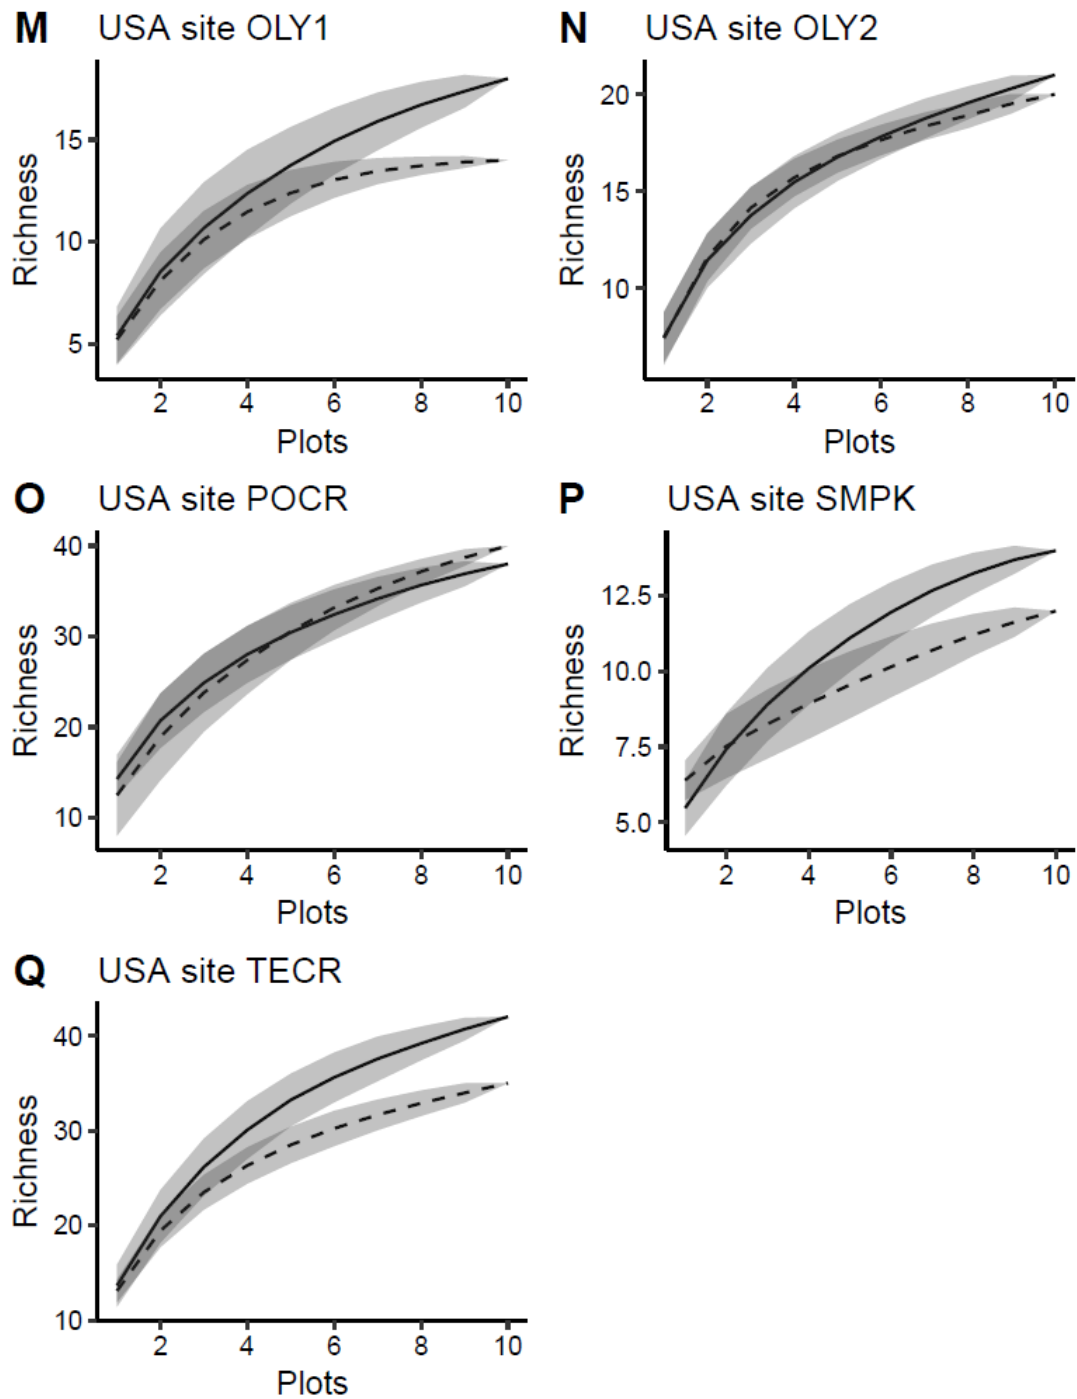 M USA site OLY1
15
10
5
Richness
2 4 6 8 10
Plots
N USA site OLY2
20
15
10
Richness
2 4 6 8 10
Plots
O USA site POCR
40
30
20
10
Richness
2 4 6 8 10
Plots
P USA site SMPK
12.5
10.0
7.5
5.0
Richness
2 4 6 8 10
Plots
Q USA site TECR
40
30
20
10
Richness
2 4 6 8 10
Plots